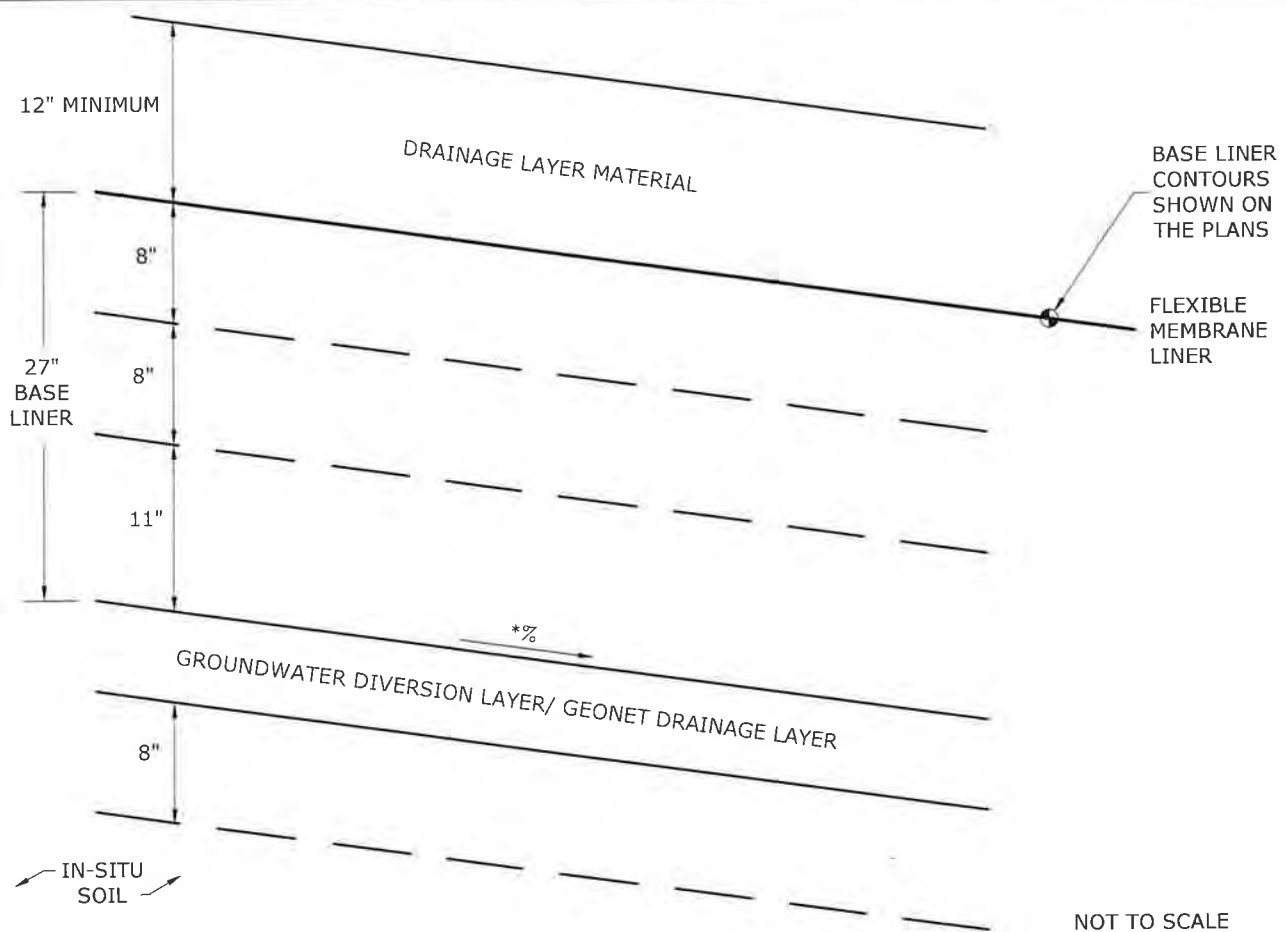 12" MINIMUM
DRAINAGE LAYER MATERIAL
BASE LINER
CONTOURS
SHOWN ON
THE PLANS
8"
FLEXIBLE
MEMBRANE
LINER
27"
BASE
LINER
8"
11"
*%
GROUNDWATER DIVERSION LAYER/ GEONET DRAINAGE LAYER
8"
IN-SITU
SOIL
NOT TO SCALE